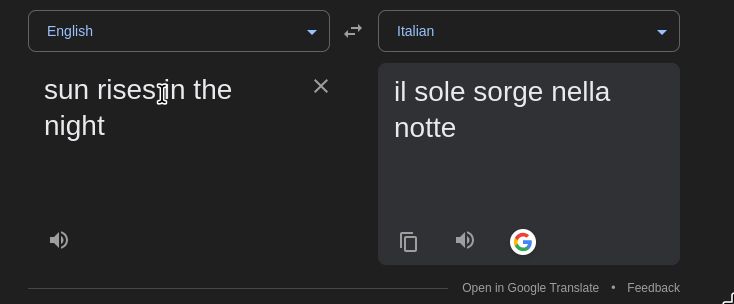 English
Italian
sun rises in the
night
il sole sorge nella
notte
Open in Google Translate • Feedback